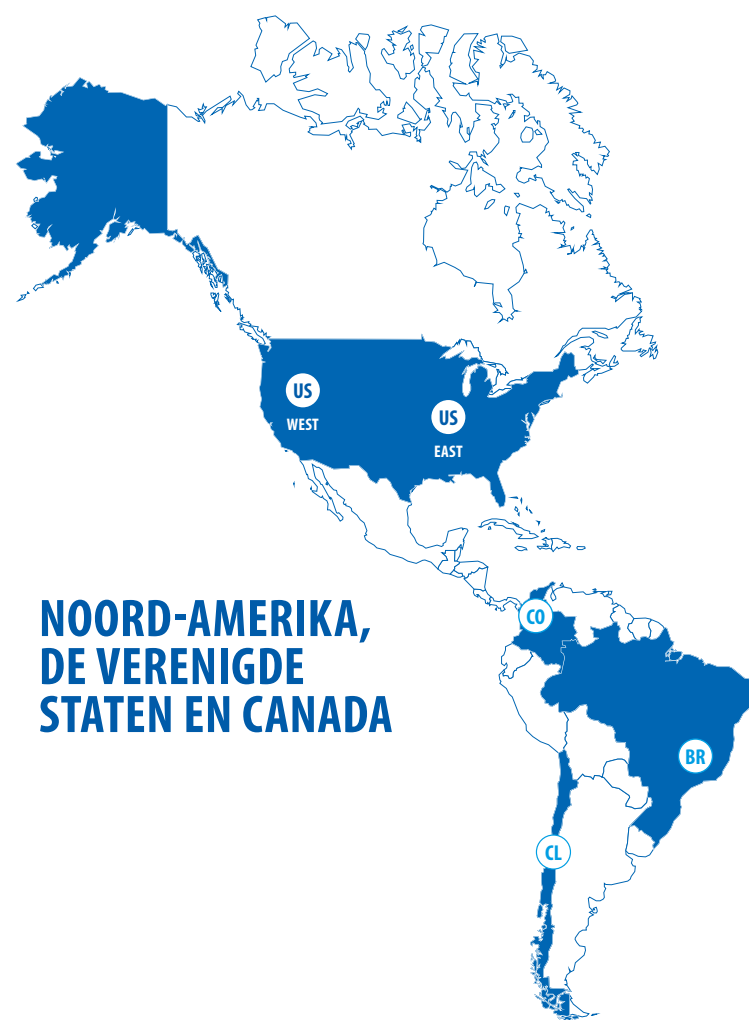 US
WEST
US
EAST
CO
NOORD-AMERIKA,
DE VERENIGDE
STATEN EN CANADA
BR
CL